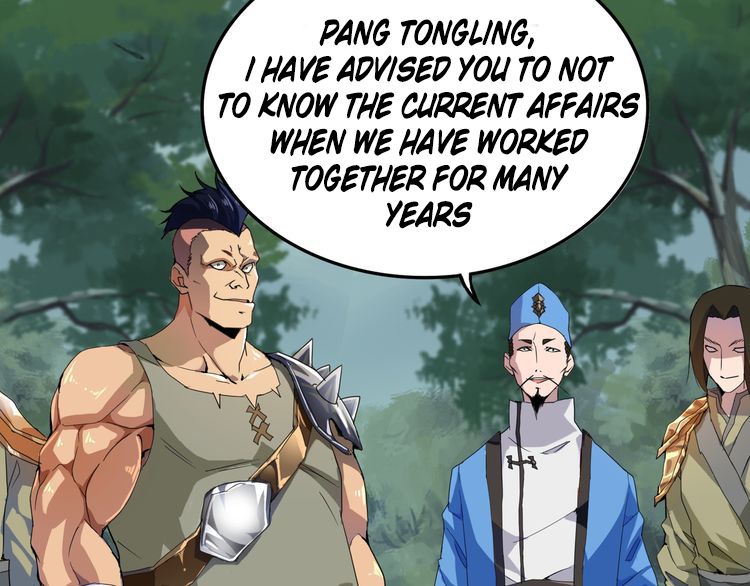 PANG TONGLING,
I HAVE ADVISED YOU TO NOT
TO KNOW THE CURRENT AFFAIRS
WHEN WE HAVE WORKED
TOGETHER FOR MANY
YEARS